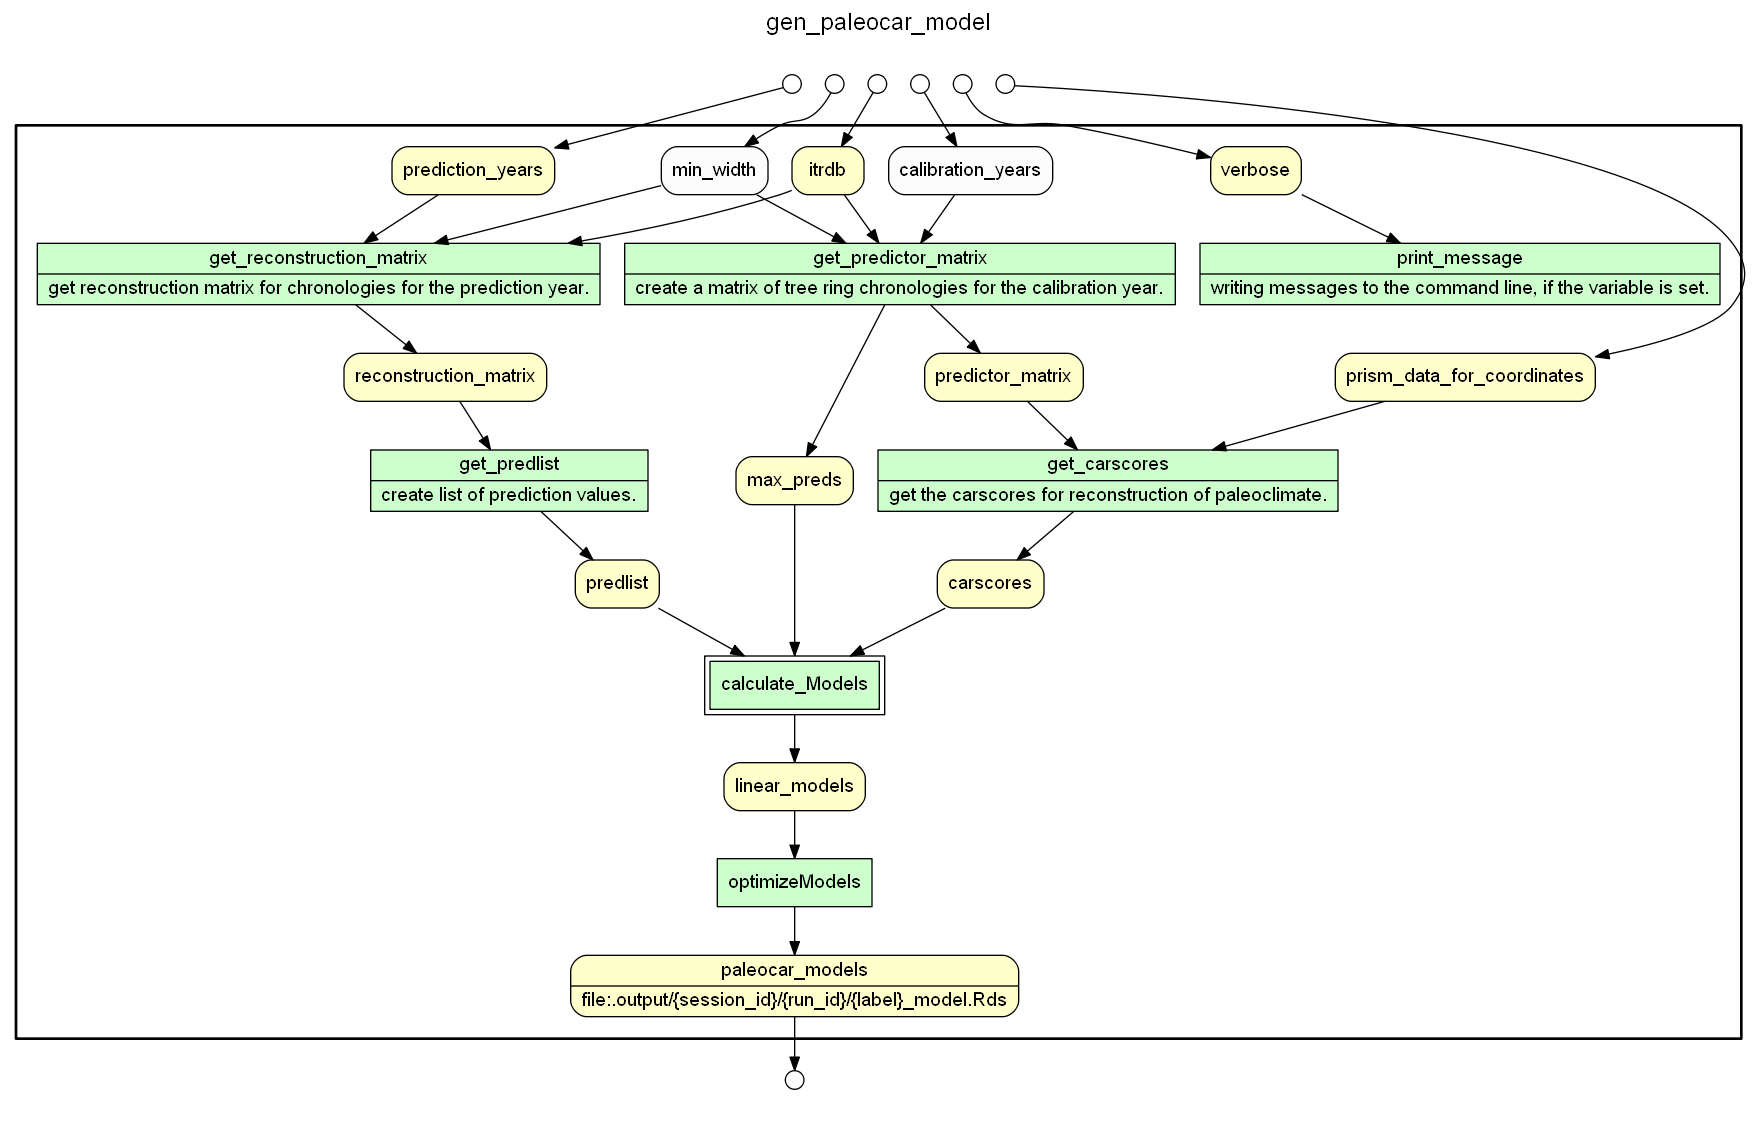 gen_paleocar_model
prediction_years
min_width
itrdb
calibration_years
verbose
get_reconstruction_matrix
get reconstruction matrix for chronologies for the prediction year.
get_predictor_matrix
create a matrix of tree ring chronologies for the calibration year.
print_message
writing messages to the command line, if the variable is set.
reconstruction_matrix
predictor_matrix
prism_data_for_coordinates
get_predlist
create list of prediction values.
max_preds
get_carscores
get the carscores for reconstruction of paleoclimate.
predlist
carscores
calculate_Models
linear_models
optimizeModels
paleocar_models
file:.output/{session_id}/{run_id}/{label}_model.Rds